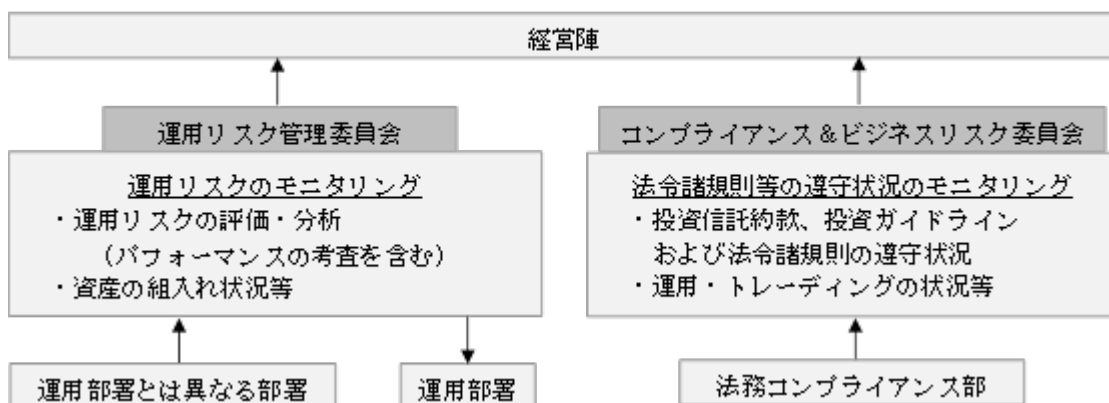 経営陣
運用リスク管理委員会
運用リスクのモニタリング
・運用リスクの評価・分析
（パフォーマンスの考査を含む）
・資産の組入れ状況等
運用部署とは異なる部署
運用部署
コンプライアンス＆ビジネスリスク委員会
法令諸規則等の遵守状況のモニタリング
・投資信託約款、投資ガイドライン
および法令諸規則の遵守状況
・運用・トレーディングの状況等
法務コンプライアンス部